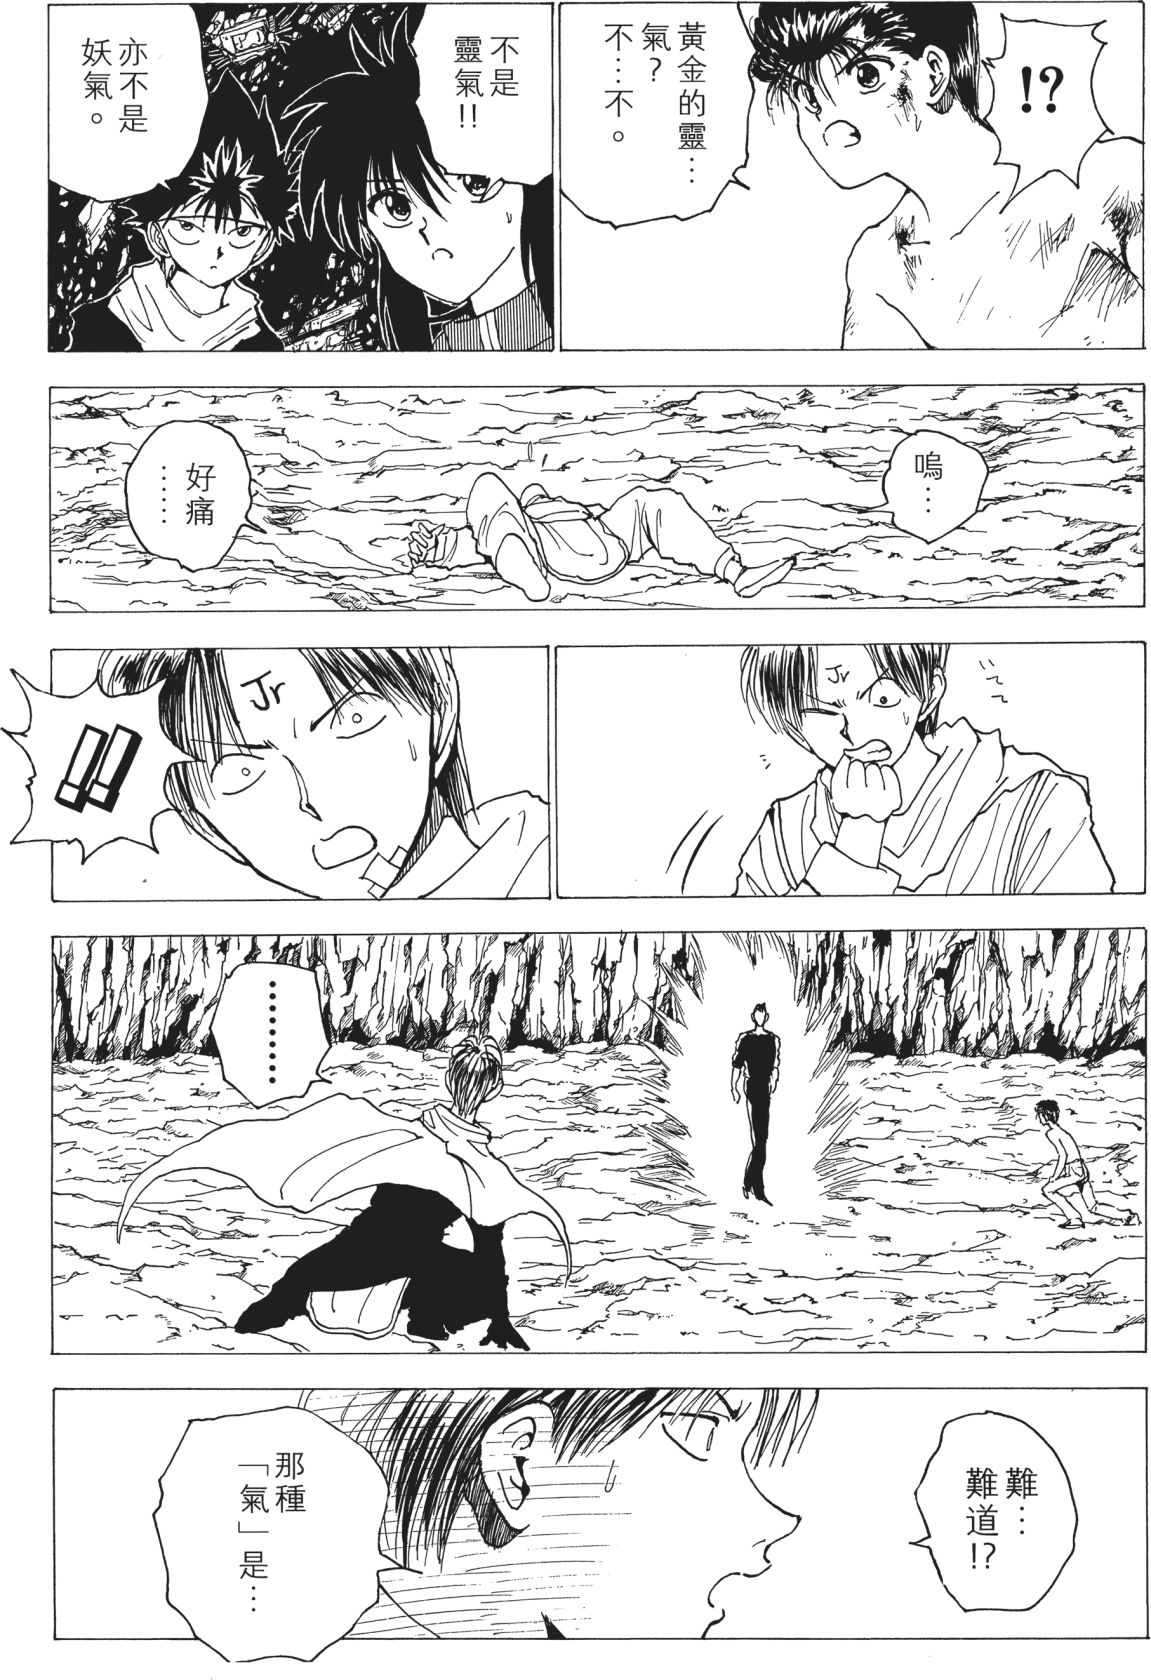 !?
黃金的靈…
氣?
不…不。
不是
靈氣!!
亦不是
妖氣。
嗚…
好痛
……
Jr
Jr
!!
………
難…
難道!?
那種
「氣」是…